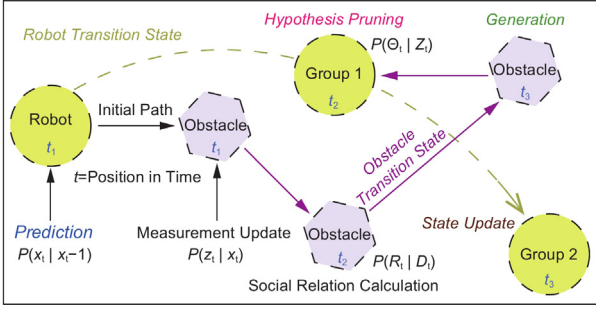 Robot Transition State
Hypothesis Pruning
Generation
P(Θt | Zt)
Group 1
t2
Obstacle
t3
Robot
t1
Initial Path
Obstacle
t1
t=Position in Time
Obstacle
Transition State
Prediction
P(xt | xt−1)
Measurement Update
P(zt | xt)
Obstacle
t2
P(Rt | Dt)
Social Relation Calculation
State Update
Group 2
t3